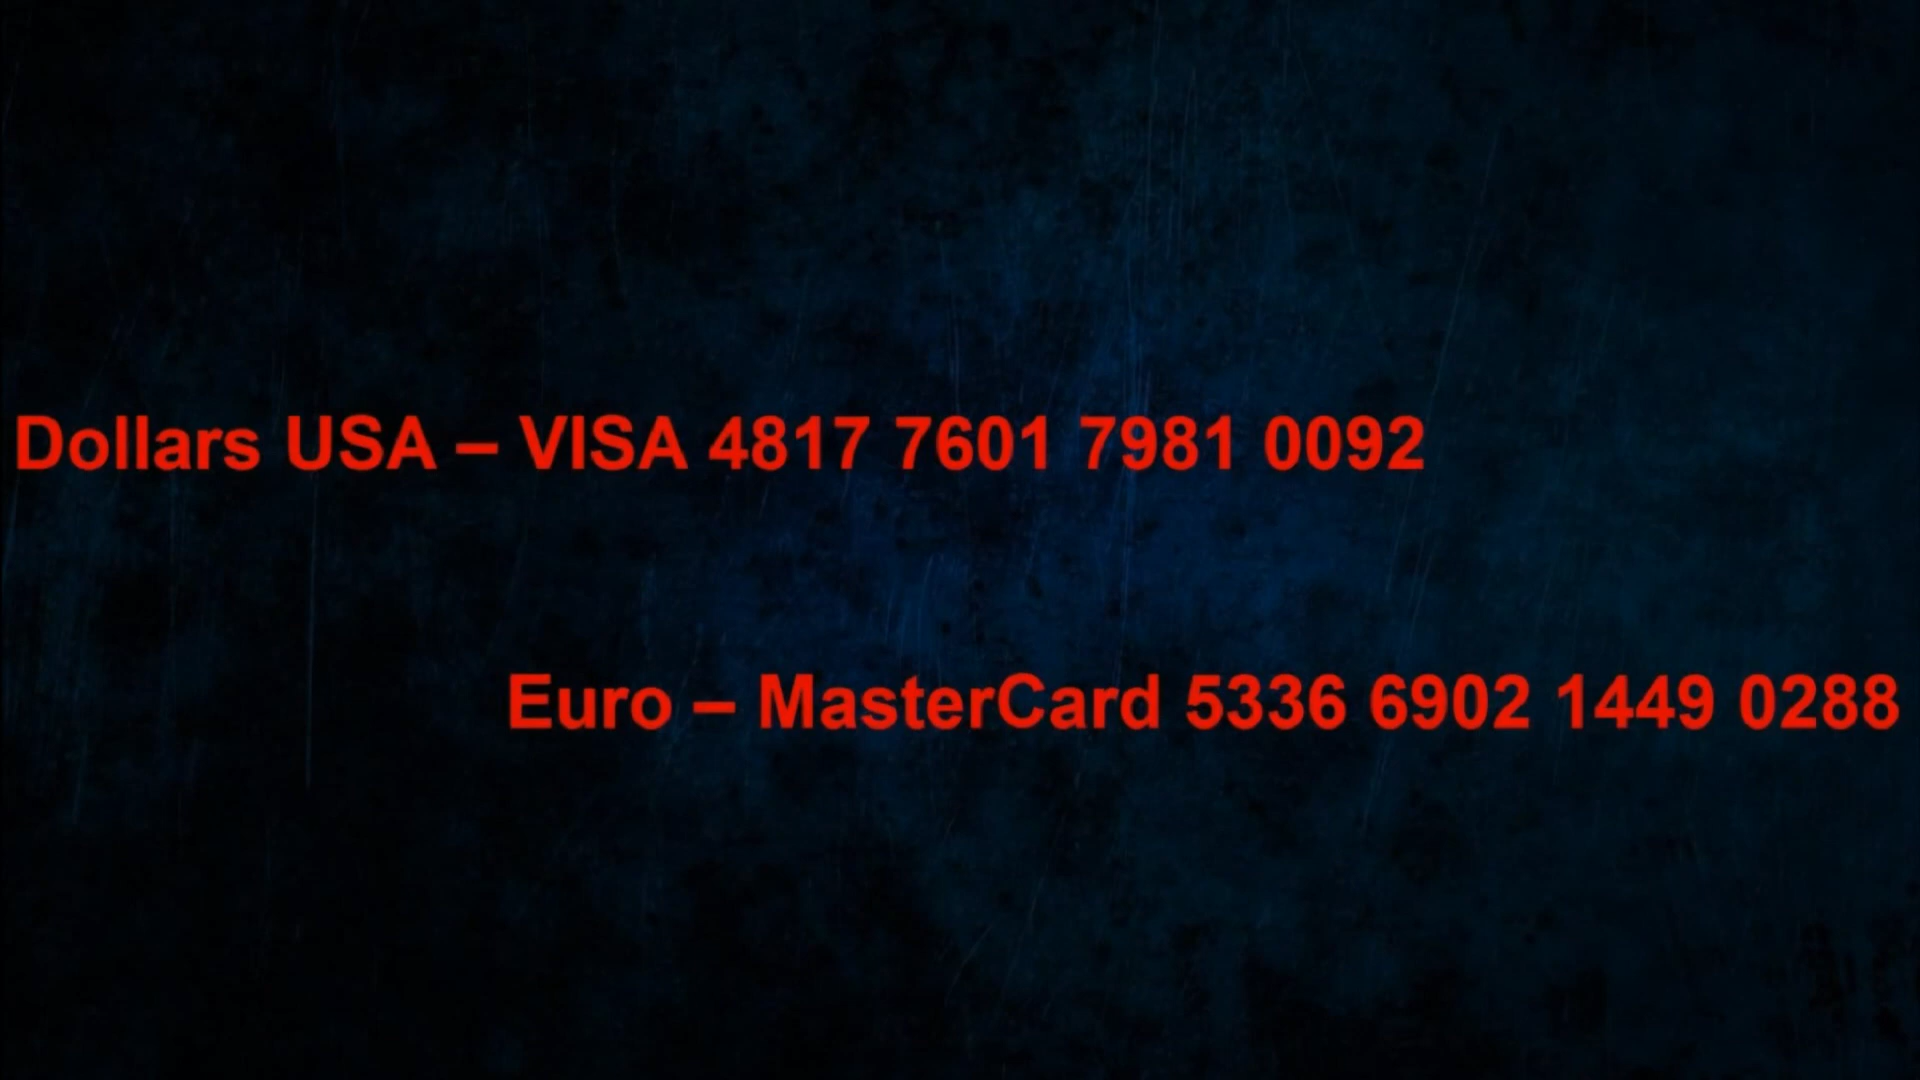 Dollars USA – VISA 4817 7601 7981 0092
Euro – MasterCard 5336 6902 1449 0288